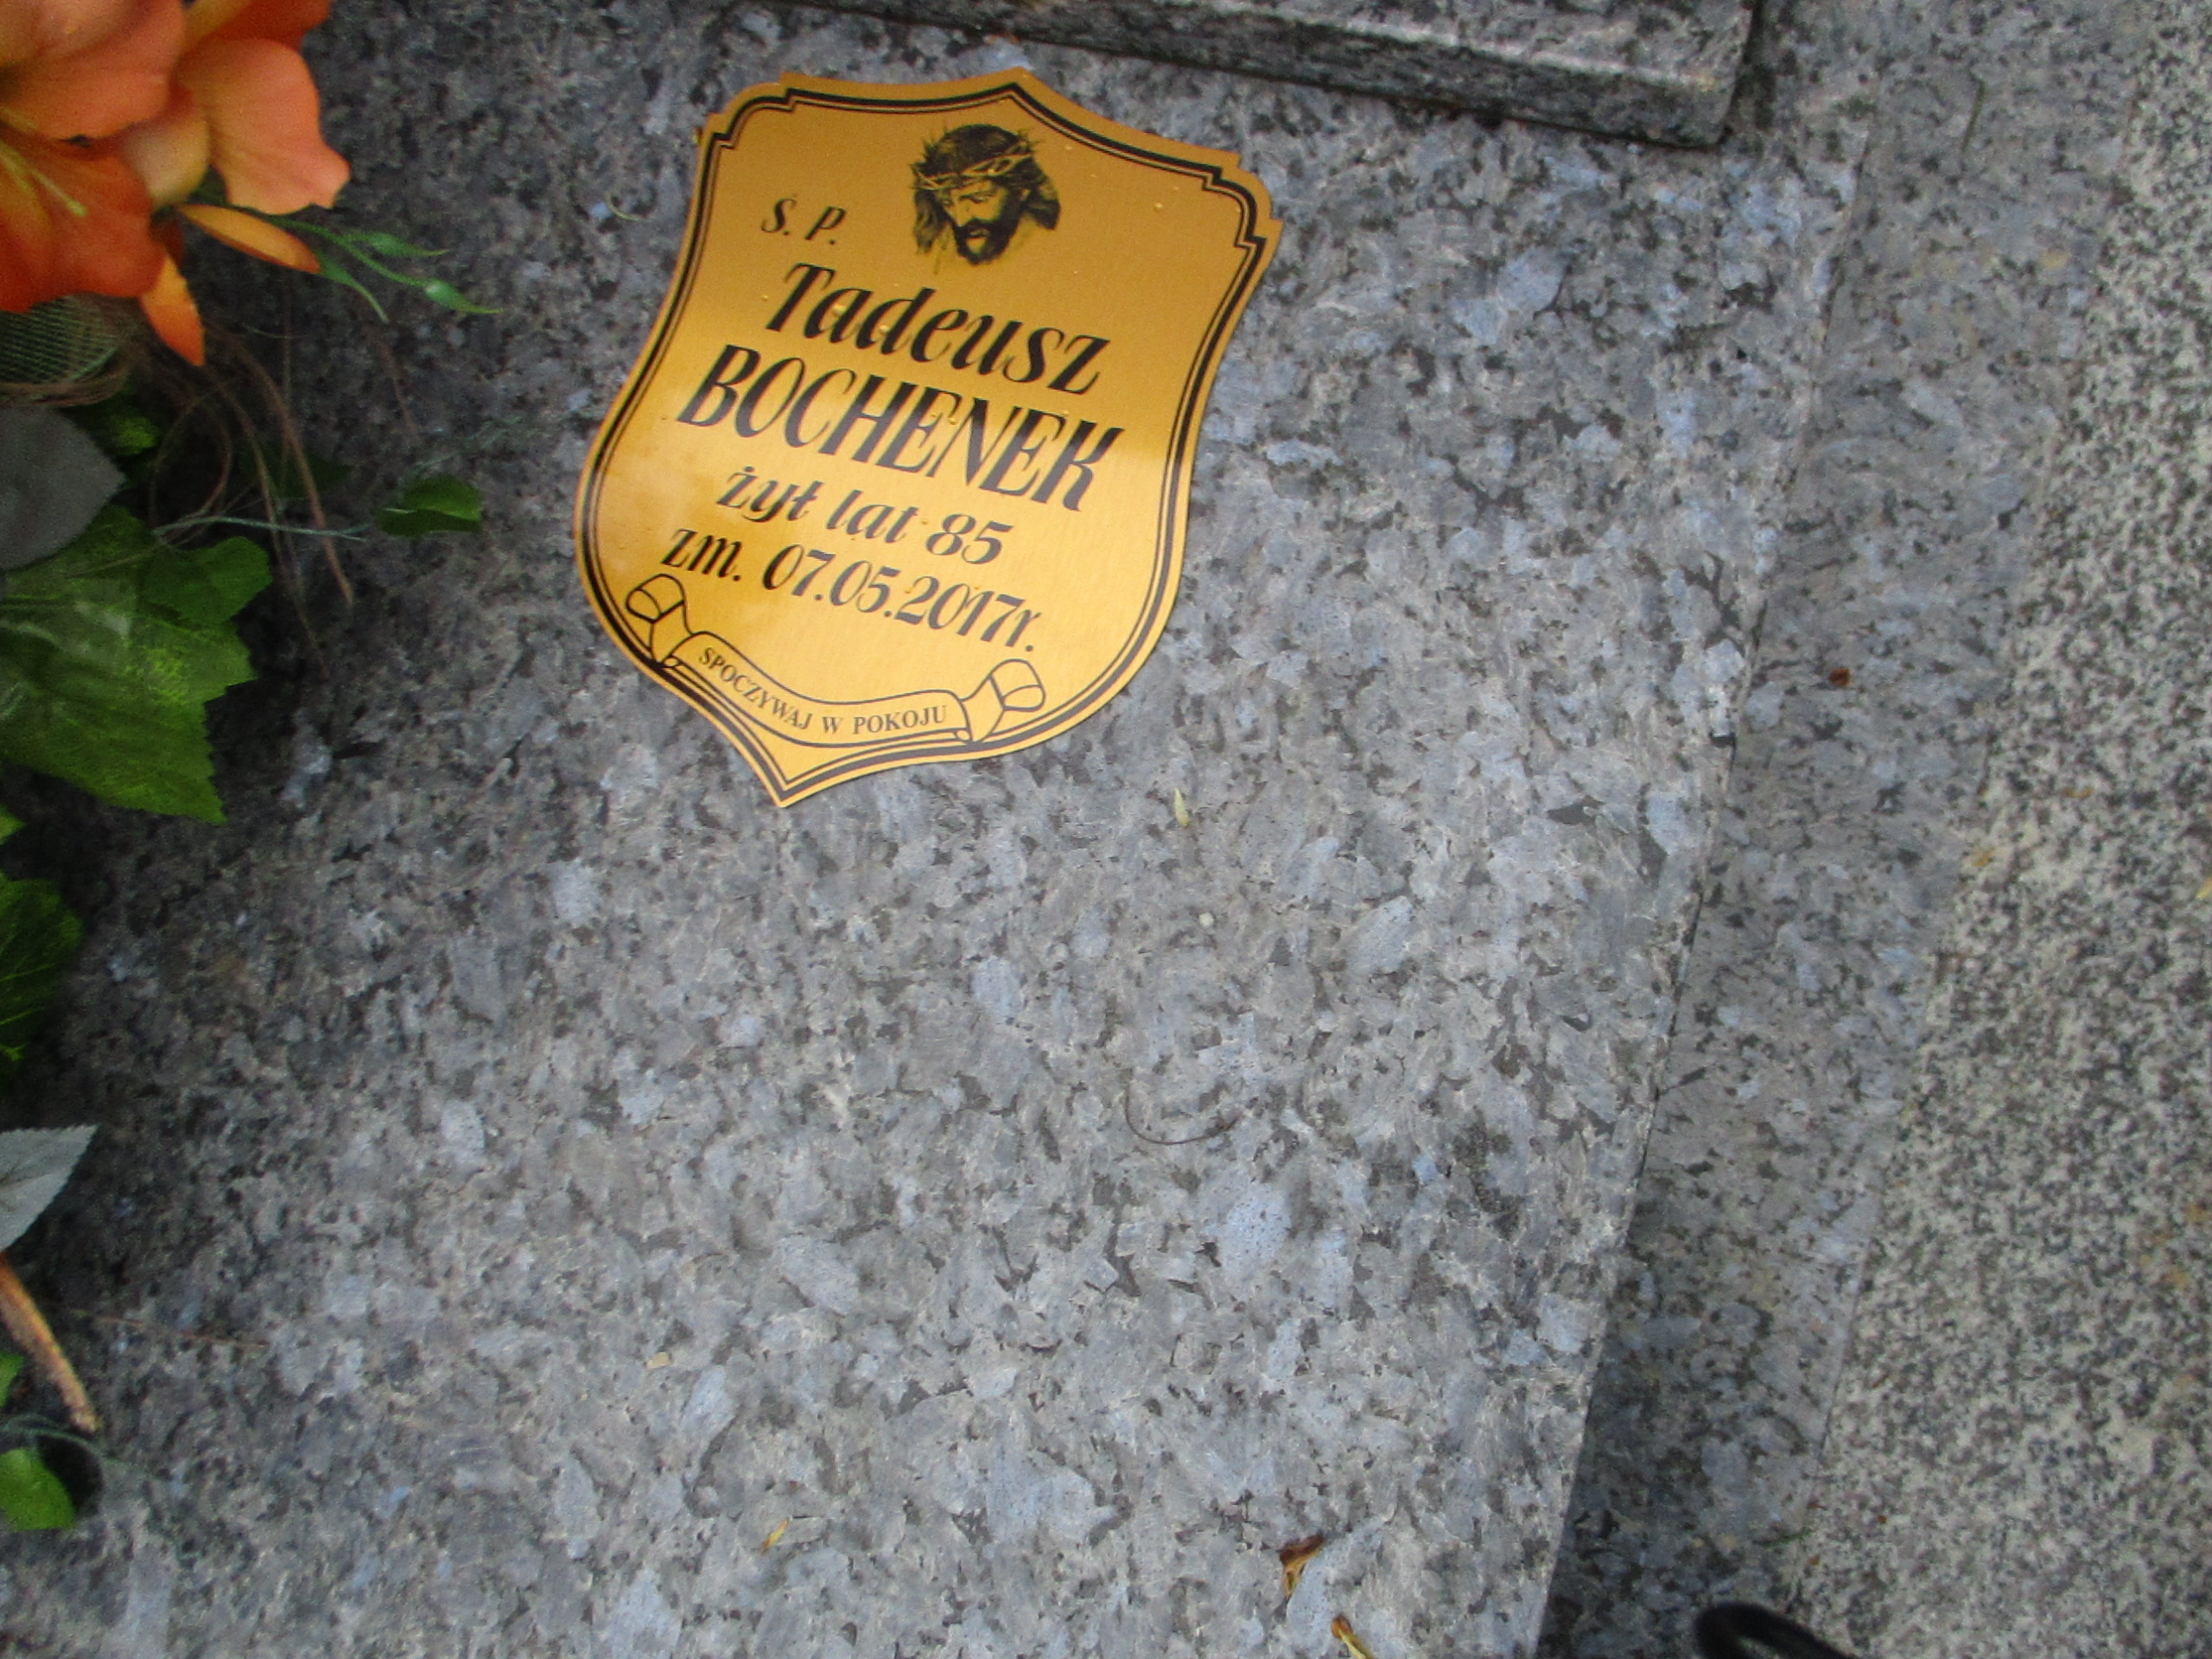 Ś. P.
Tadeusz
BOCHENEK
żył lat 85
zm. 07.05.2017r.
SPOCZYWAJ W POKOJU